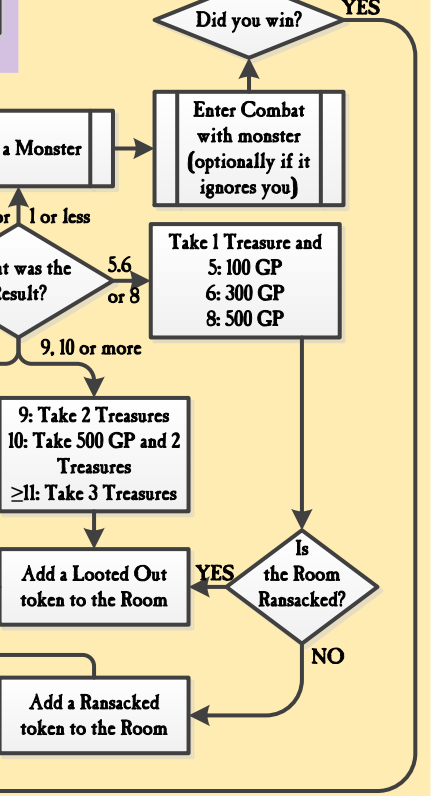 Did you win?
YES
Enter Combat
with monster
(optionally if it
ignores you)
a Monster
or
1 or less
Take 1 Treasure and
5: 100 GP
6: 300 GP
8: 500 GP
was the
5.6
or 8
9, 10 or more
9: Take 2 Treasures
10: Take 500 GP and 2
Treasures
≥11: Take 3 Treasures
Is
the Room
Ransacked?
YES
Add a Looted Out
token to the Room
NO
Add a Ransacked
token to the Room